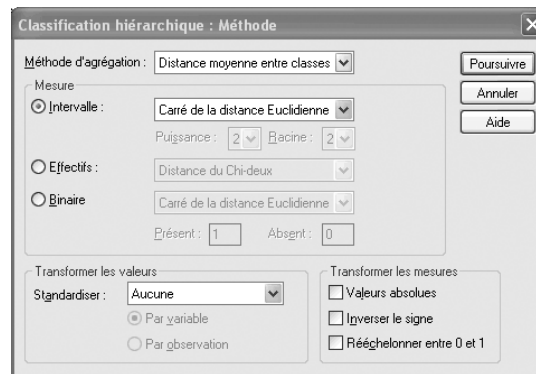 Classification hiérarchique : Méthode
Méthode d'agrégation : Distance moyenne entre classes
Poursuivre
Annuler
Aide
Mesure
Intervalle : Carré de la distance Euclidienne
Puissance : 2 Racine : 2
Effectifs : Distance du Chi-deux
Binaire Carré de la distance Euclidienne
Présent : 1 Absent : 0
Transformer les valeurs
Standardiser : Aucune
Par variable
Par observation
Transformer les mesures
Valeurs absolues
Inverser le signe
Rééchelonner entre 0 et 1